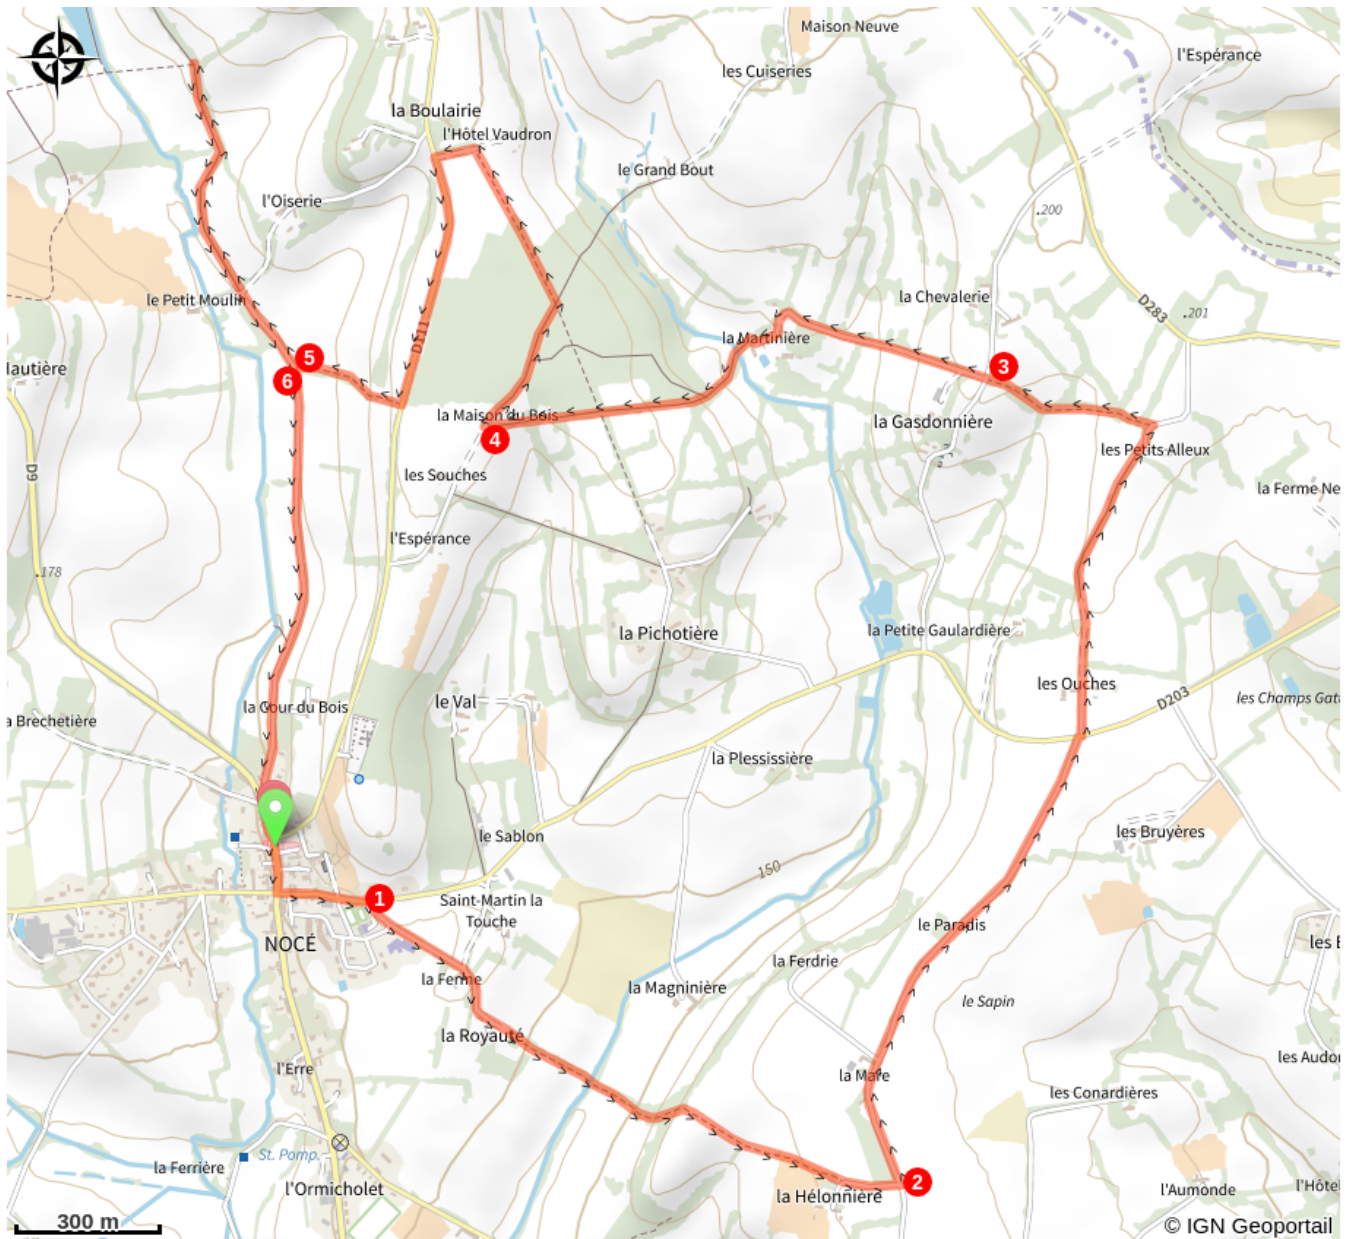 Maison Neuve
l'Espérance
les Cuiseries
la Boulairie
l'Hôtel Vaudron
le Grand Bout
l'Oiserie
200
le Petit Moulin
la Chevalerie
D283
201
D111
la Martinière
5
3
6
la Maison du Bois
la Gasdonnière
4
les Petits Alleux
D9
les Souches
la Ferme Ne
l'Espérance
178
la Pichotière
la Petite Gaulardière
les Ouches
D203
les Champs Gat
la Cour du Bois
le Val
a Brechetière
la Plessissière
le Sablon
les Bruyères
150
1
Saint-Martin la
Touche
le Paradis
NOCÉ
la Ferme
la Ferdrie
la Magninière
le Sapin
la Royauté
l'Erre
la Mare
les Audo
les Conardières
St. Pomp.
la Ferrière
l'Ormicholet
la Hélonnière
2
l'Aumonde
l'Hôte
300 m
© IGN Geoportail